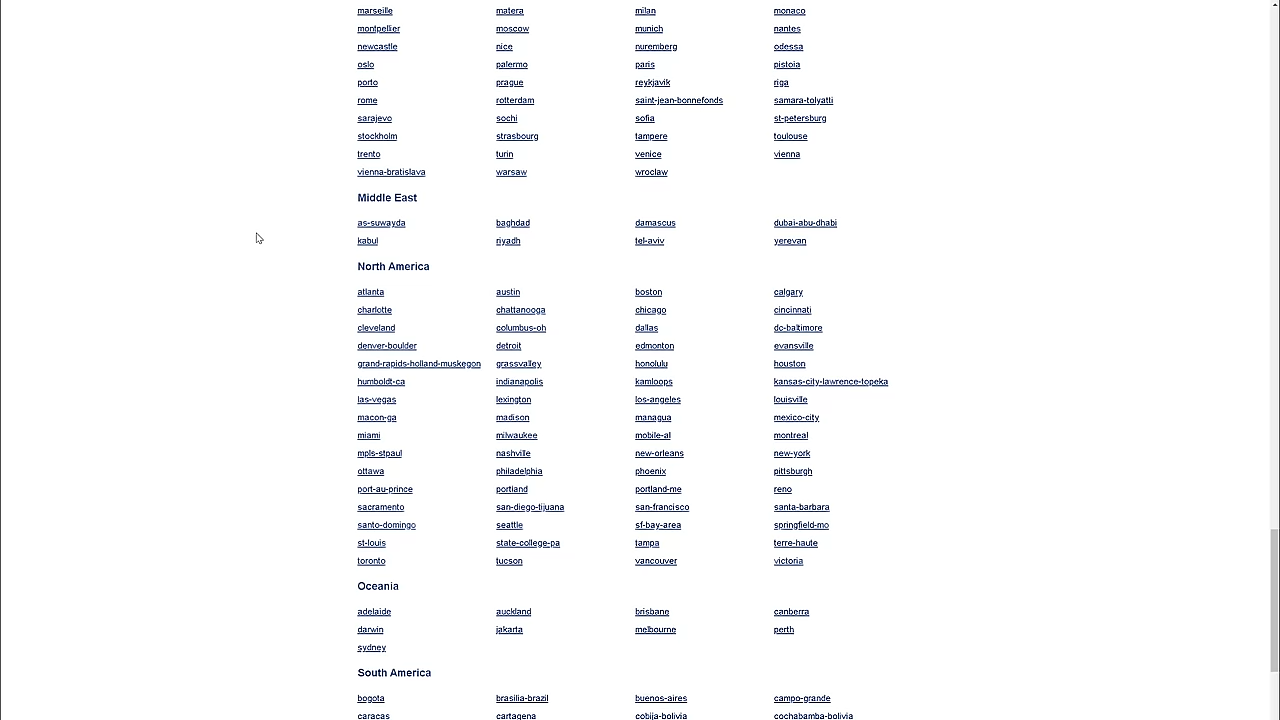 marseille matera milan monaco
montpellier moscow munich nantes
newcastle nice nuremberg odessa
oslo palermo paris pistoia
porto prague reykjavik riga
rome rotterdam saint-jean-bonnefonds samara-tolyatti
sarajevo sochi sofia st-petersburg
stockholm strasbourg tampere toulouse
trento turin venice vienna
vienna-bratislava warsaw wroclaw
Middle East
as-suwayda baghdad damascus dubai-abu-dhabi
kabul riyadh tel-aviv yerevan
North America
atlanta austin boston calgary
charlotte chattanooga chicago cincinnati
cleveland columbus-oh dallas dc-baltimore
denver-boulder detroit edmonton evansville
grand-rapids-holland-muskegon grassvalley honolulu houston
humboldt-ca indianapolis kamloops kansas-city-lawrence-topeka
las-vegas lexington los-angeles louisville
macon-ga madison managua mexico-city
miami milwaukee mobile-al montreal
mpls-stpaul nashville new-orleans new-york
ottawa philadelphia phoenix pittsburgh
port-au-prince portland portland-me reno
sacramento san-diego-tijuana san-francisco santa-barbara
santo-domingo seattle sf-bay-area springfield-mo
st-louis state-college-pa tampa terre-haute
toronto tucson vancouver victoria
Oceania
adelaide auckland brisbane canberra
darwin jakarta melbourne perth
sydney
South America
bogota brasilia-brazil buenos-aires campo-grande
caracas cartagena cobija-bolivia cochabamba-bolivia